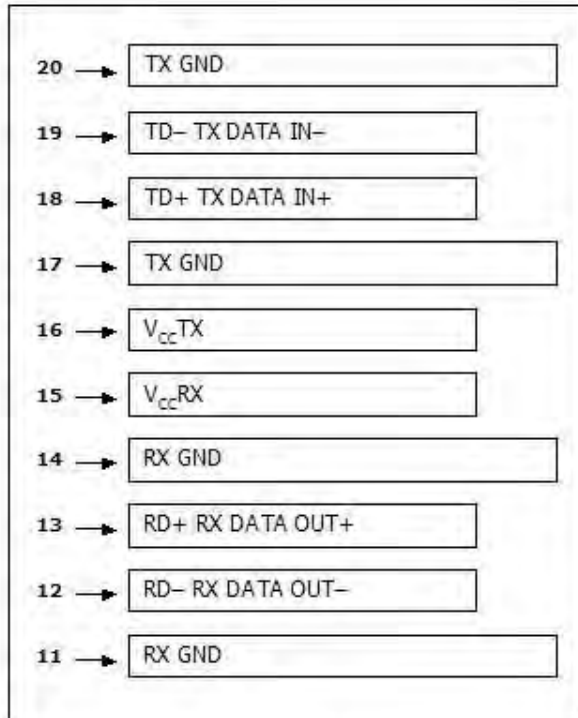 20 TX GND
19 TD– TX DATA IN–
18 TD+ TX DATA IN+
17 TX GND
16 VCCTX
15 VCCRX
14 RX GND
13 RD+ RX DATA OUT+
12 RD– RX DATA OUT–
11 RX GND